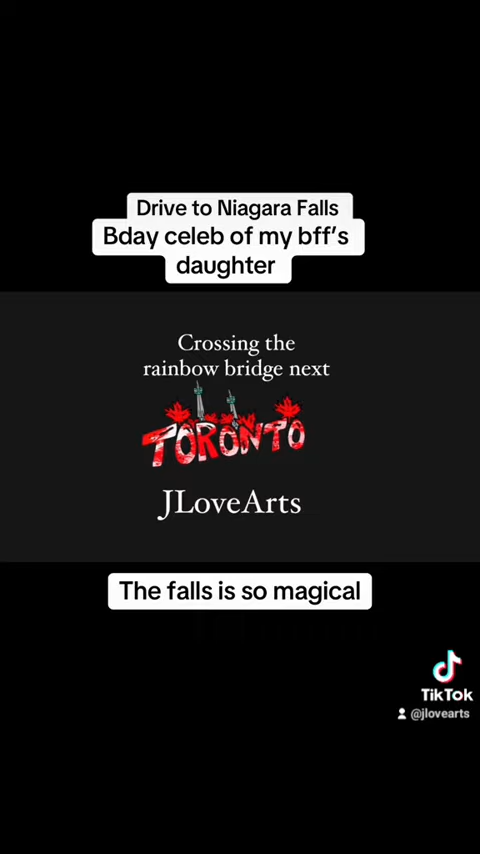 Drive to Niagara Falls
Bday celeb of my bff's
daughter
Crossing the
rainbow bridge next
TORONTO
JLoveArts
The falls is so magical
TikTok
@jlovearts